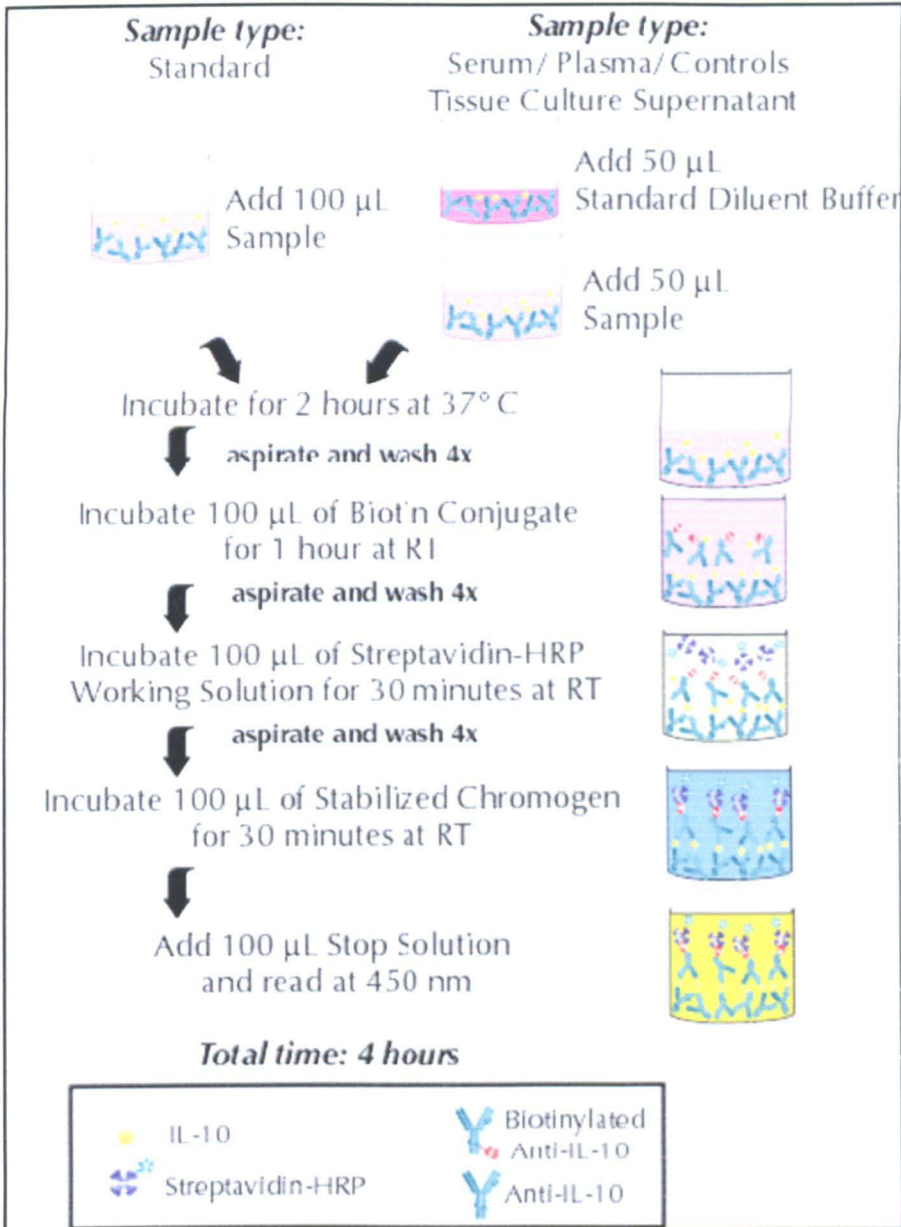 Sample type:
Standard
Sample type:
Serum/ Plasma/ Controls
Tissue Culture Supernatant
Add 100 µL
Sample
Add 50 µL
Standard Diluent Buffer
Add 50 µL
Sample
Incubate for 2 hours at 37° C
aspirate and wash 4x
Incubate 100 µL of Biot'n Conjugate
for 1 hour at RT
aspirate and wash 4x
Incubate 100 µL of Streptavidin-HRP
Working Solution for 30 minutes at RT
aspirate and wash 4x
Incubate 100 µL of Stabilized Chromogen
for 30 minutes at RT
Add 100 µL Stop Solution
and read at 450 nm
Total time: 4 hours
IL-10
Streptavidin-HRP
Biotinylated
Anti-IL-10
Anti-IL-10